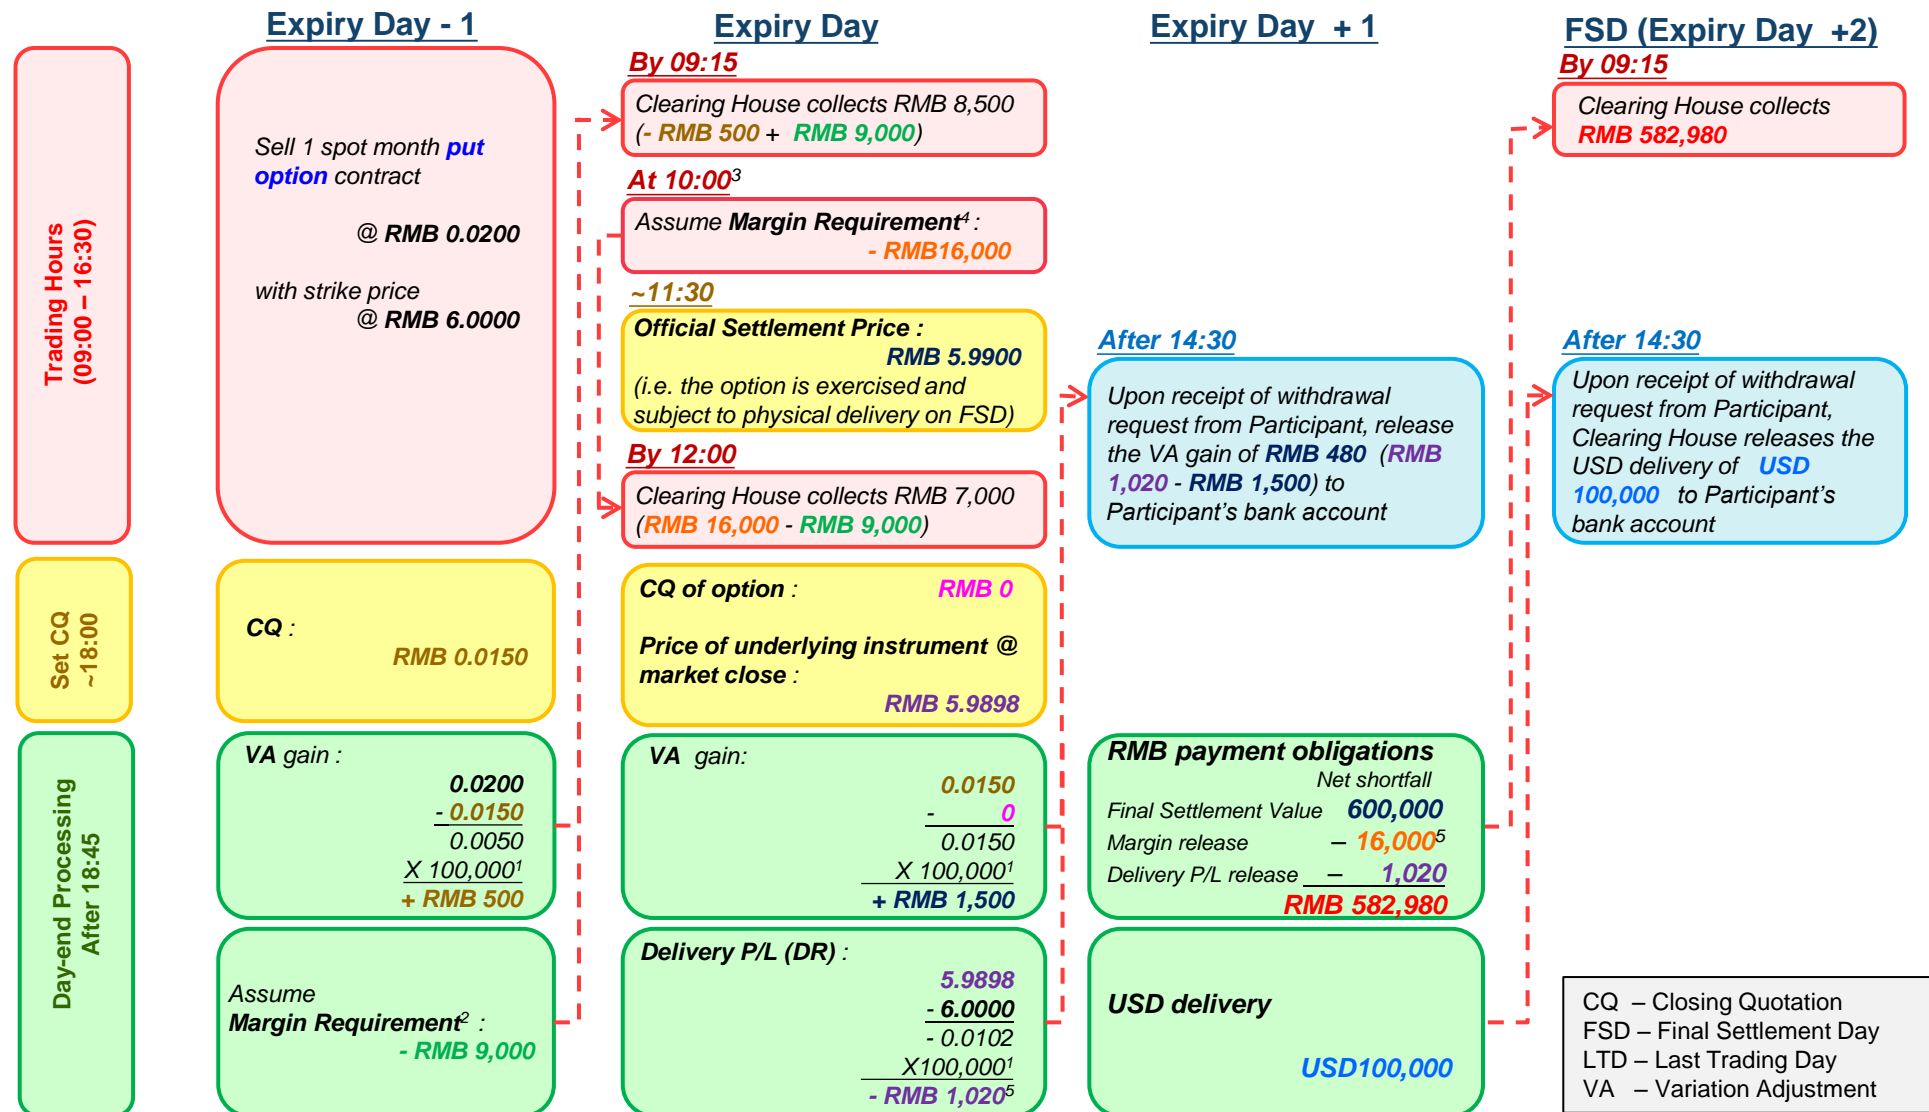 Expiry Day - 1
Expiry Day
Expiry Day + 1
FSD (Expiry Day +2)
Trading Hours
(09:00 – 16:30)
Set CQ
~18:00
Day-end Processing
After 18:45
Sell 1 spot month put
option contract
@ RMB 0.0200
with strike price
@ RMB 6.0000
CQ :
RMB 0.0150
VA gain :
0.0200
- 0.0150
0.0050
X 100,000¹
+ RMB 500
Assume
Margin Requirement² :
- RMB 9,000
By 09:15
Clearing House collects RMB 8,500
(- RMB 500 + RMB 9,000)
At 10:00³
Assume Margin Requirement⁴ :
- RMB16,000
~11:30
Official Settlement Price :
RMB 5.9900
(i.e. the option is exercised and
subject to physical delivery on FSD)
By 12:00
Clearing House collects RMB 7,000
(RMB 16,000 - RMB 9,000)
CQ of option :
RMB 0
Price of underlying instrument @
market close :
RMB 5.9898
VA gain:
0.0150
- 0
0.0150
X 100,000¹
+ RMB 1,500
Delivery P/L (DR) :
5.9898
- 6.0000
- 0.0102
X100,000¹
- RMB 1,020⁵
After 14:30
Upon receipt of withdrawal
request from Participant, release
the VA gain of RMB 480 (RMB
1,020 - RMB 1,500) to
Participant's bank account
RMB payment obligations
Net shortfall
Final Settlement Value 600,000
Margin release – 16,000⁵
Delivery P/L release – 1,020
RMB 582,980
USD delivery
USD100,000
By 09:15
Clearing House collects
RMB 582,980
After 14:30
Upon receipt of withdrawal
request from Participant,
Clearing House releases the
USD delivery of USD
100,000 to Participant's
bank account
CQ – Closing Quotation
FSD – Final Settlement Day
LTD – Last Trading Day
VA – Variation Adjustment